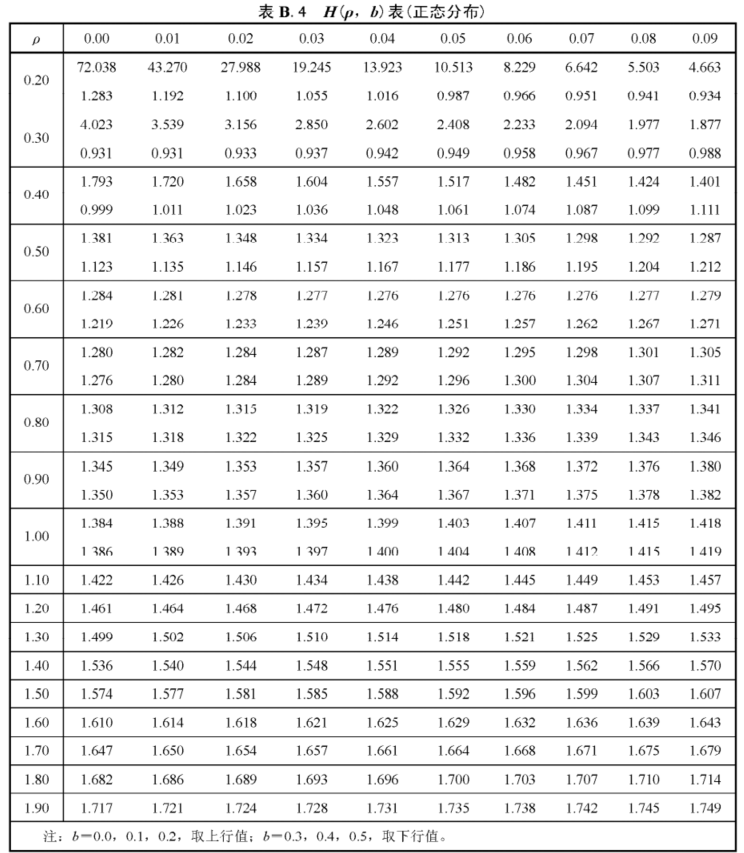 表 B.4 H(ρ, b)表(正态分布)
ρ 0.00 0.01 0.02 0.03 0.04 0.05 0.06 0.07 0.08 0.09
0.20
72.038 43.270 27.988 19.245 13.923 10.513 8.229 6.642 5.503 4.663
1.283 1.192 1.100 1.055 1.016 0.987 0.966 0.951 0.941 0.934
0.30
4.023 3.539 3.156 2.850 2.602 2.408 2.233 2.094 1.977 1.877
0.931 0.931 0.933 0.937 0.942 0.949 0.958 0.967 0.977 0.988
0.40
1.793 1.720 1.658 1.604 1.557 1.517 1.482 1.451 1.424 1.401
0.999 1.011 1.023 1.036 1.048 1.061 1.074 1.087 1.099 1.111
0.50
1.381 1.363 1.348 1.334 1.323 1.313 1.305 1.298 1.292 1.287
1.123 1.135 1.146 1.157 1.167 1.177 1.186 1.195 1.204 1.212
0.60
1.284 1.281 1.278 1.277 1.276 1.276 1.276 1.276 1.277 1.279
1.219 1.226 1.233 1.239 1.246 1.251 1.257 1.262 1.267 1.271
0.70
1.280 1.282 1.284 1.287 1.289 1.292 1.295 1.298 1.301 1.305
1.276 1.280 1.284 1.289 1.292 1.296 1.300 1.304 1.307 1.311
0.80
1.308 1.312 1.315 1.319 1.322 1.326 1.330 1.334 1.337 1.341
1.315 1.318 1.322 1.325 1.329 1.332 1.336 1.339 1.343 1.346
0.90
1.345 1.349 1.353 1.357 1.360 1.364 1.368 1.372 1.376 1.380
1.350 1.353 1.357 1.360 1.364 1.367 1.371 1.375 1.378 1.382
1.00
1.384 1.388 1.391 1.395 1.399 1.403 1.407 1.411 1.415 1.418
1.386 1.389 1.393 1.397 1.400 1.404 1.408 1.412 1.415 1.419
1.10 1.422 1.426 1.430 1.434 1.438 1.442 1.445 1.449 1.453 1.457
1.20 1.461 1.464 1.468 1.472 1.476 1.480 1.484 1.487 1.491 1.495
1.30 1.499 1.502 1.506 1.510 1.514 1.518 1.521 1.525 1.529 1.533
1.40 1.536 1.540 1.544 1.548 1.551 1.555 1.559 1.562 1.566 1.570
1.50 1.574 1.577 1.581 1.585 1.588 1.592 1.596 1.599 1.603 1.607
1.60 1.610 1.614 1.618 1.621 1.625 1.629 1.632 1.636 1.639 1.643
1.70 1.647 1.650 1.654 1.657 1.661 1.664 1.668 1.671 1.675 1.679
1.80 1.682 1.686 1.689 1.693 1.696 1.700 1.703 1.707 1.710 1.714
1.90 1.717 1.721 1.724 1.728 1.731 1.735 1.738 1.742 1.745 1.749
注：b=0.0，0.1，0.2，取上行值；b=0.3，0.4，0.5，取下行值。